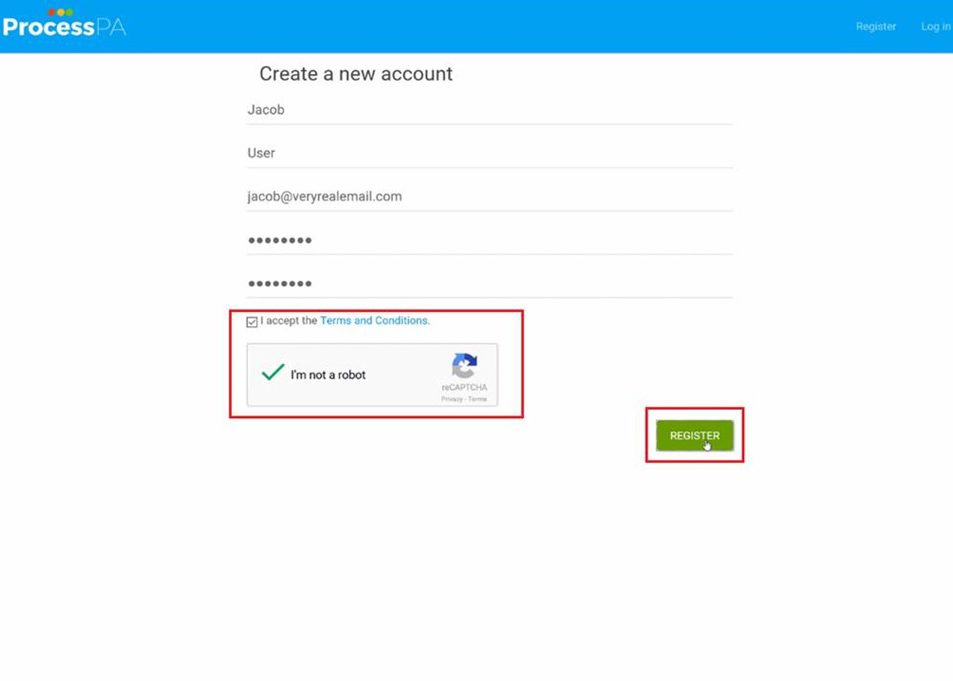 ProcessPA
Register Log in
Create a new account
Jacob
User
jacob@veryrealemail.com
••••••••
••••••••
I accept the Terms and Conditions.
I'm not a robot
reCAPTCHA
Privacy - Terms
REGISTER